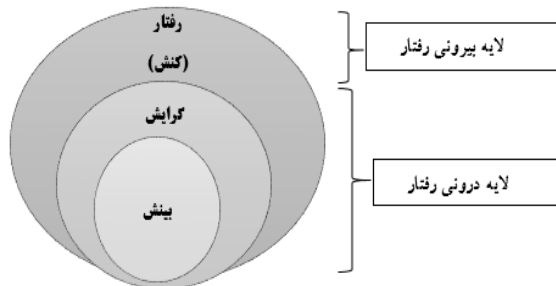 رفتار
(کنش)
گرایش
بینش
لایه بیرونی رفتار
لایه درونی رفتار